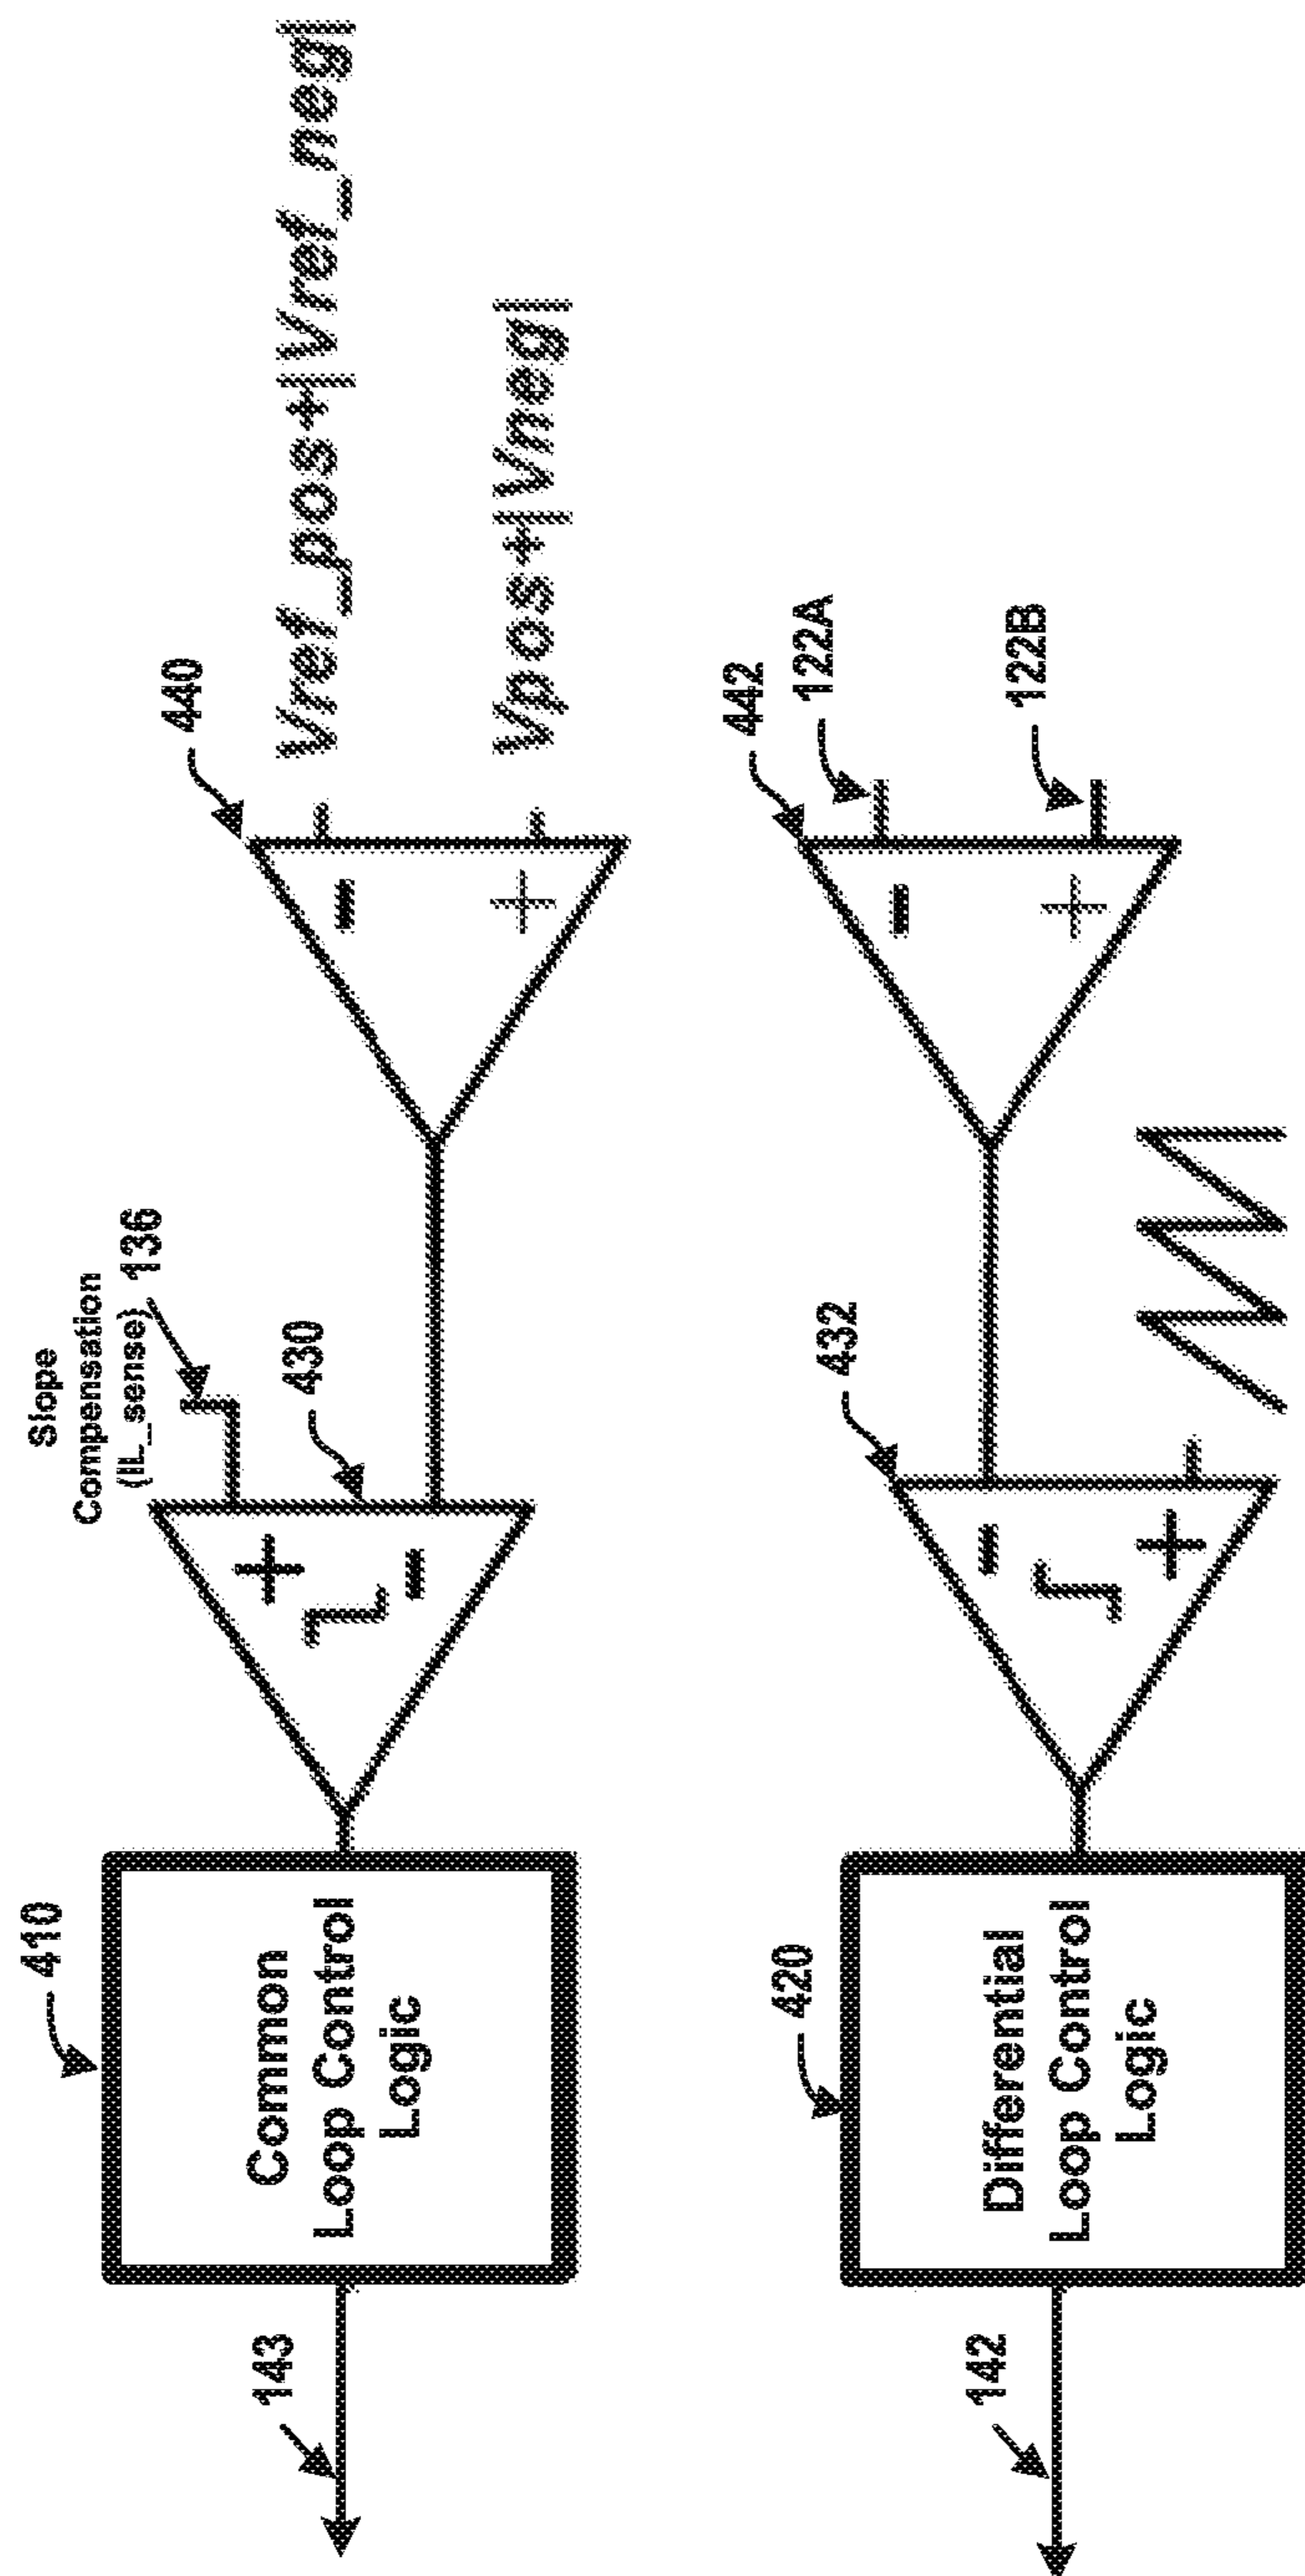 143
410
Common
Loop Control
Logic
Slope
Compensation
(IL_sense) 136
+
-
430
440
-
+
Vref_pos+|Vref_neg|
Vpos+|Vneg|
142
420
Differential
Loop Control
Logic
432
-
+
442
-
+
122A
122B